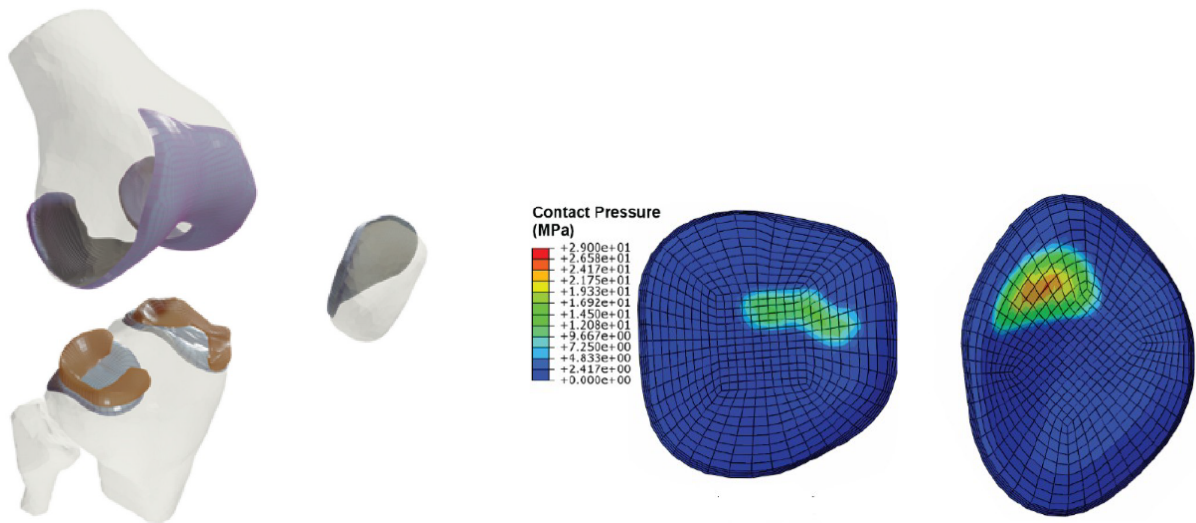 Contact Pressure
(MPa)
+2.900e+01
+2.658e+01
+2.417e+01
+2.175e+01
+1.933e+01
+1.692e+01
+1.450e+01
+1.208e+01
+9.667e+00
+7.250e+00
+4.833e+00
+2.417e+00
+0.000e+00